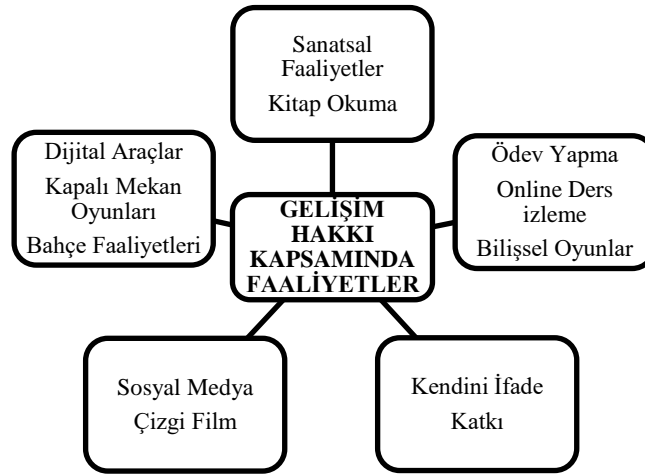 Sanatsal
Faaliyetler
Kitap Okuma
Dijital Araçlar
Kapalı Mekan
Oyunları
Bahçe Faaliyetleri
Ödev Yapma
Online Ders
izleme
Bilişsel Oyunlar
GELİŞİM
HAKKI
KAPSAMINDA
FAALİYETLER
Sosyal Medya
Çizgi Film
Kendini İfade
Katkı